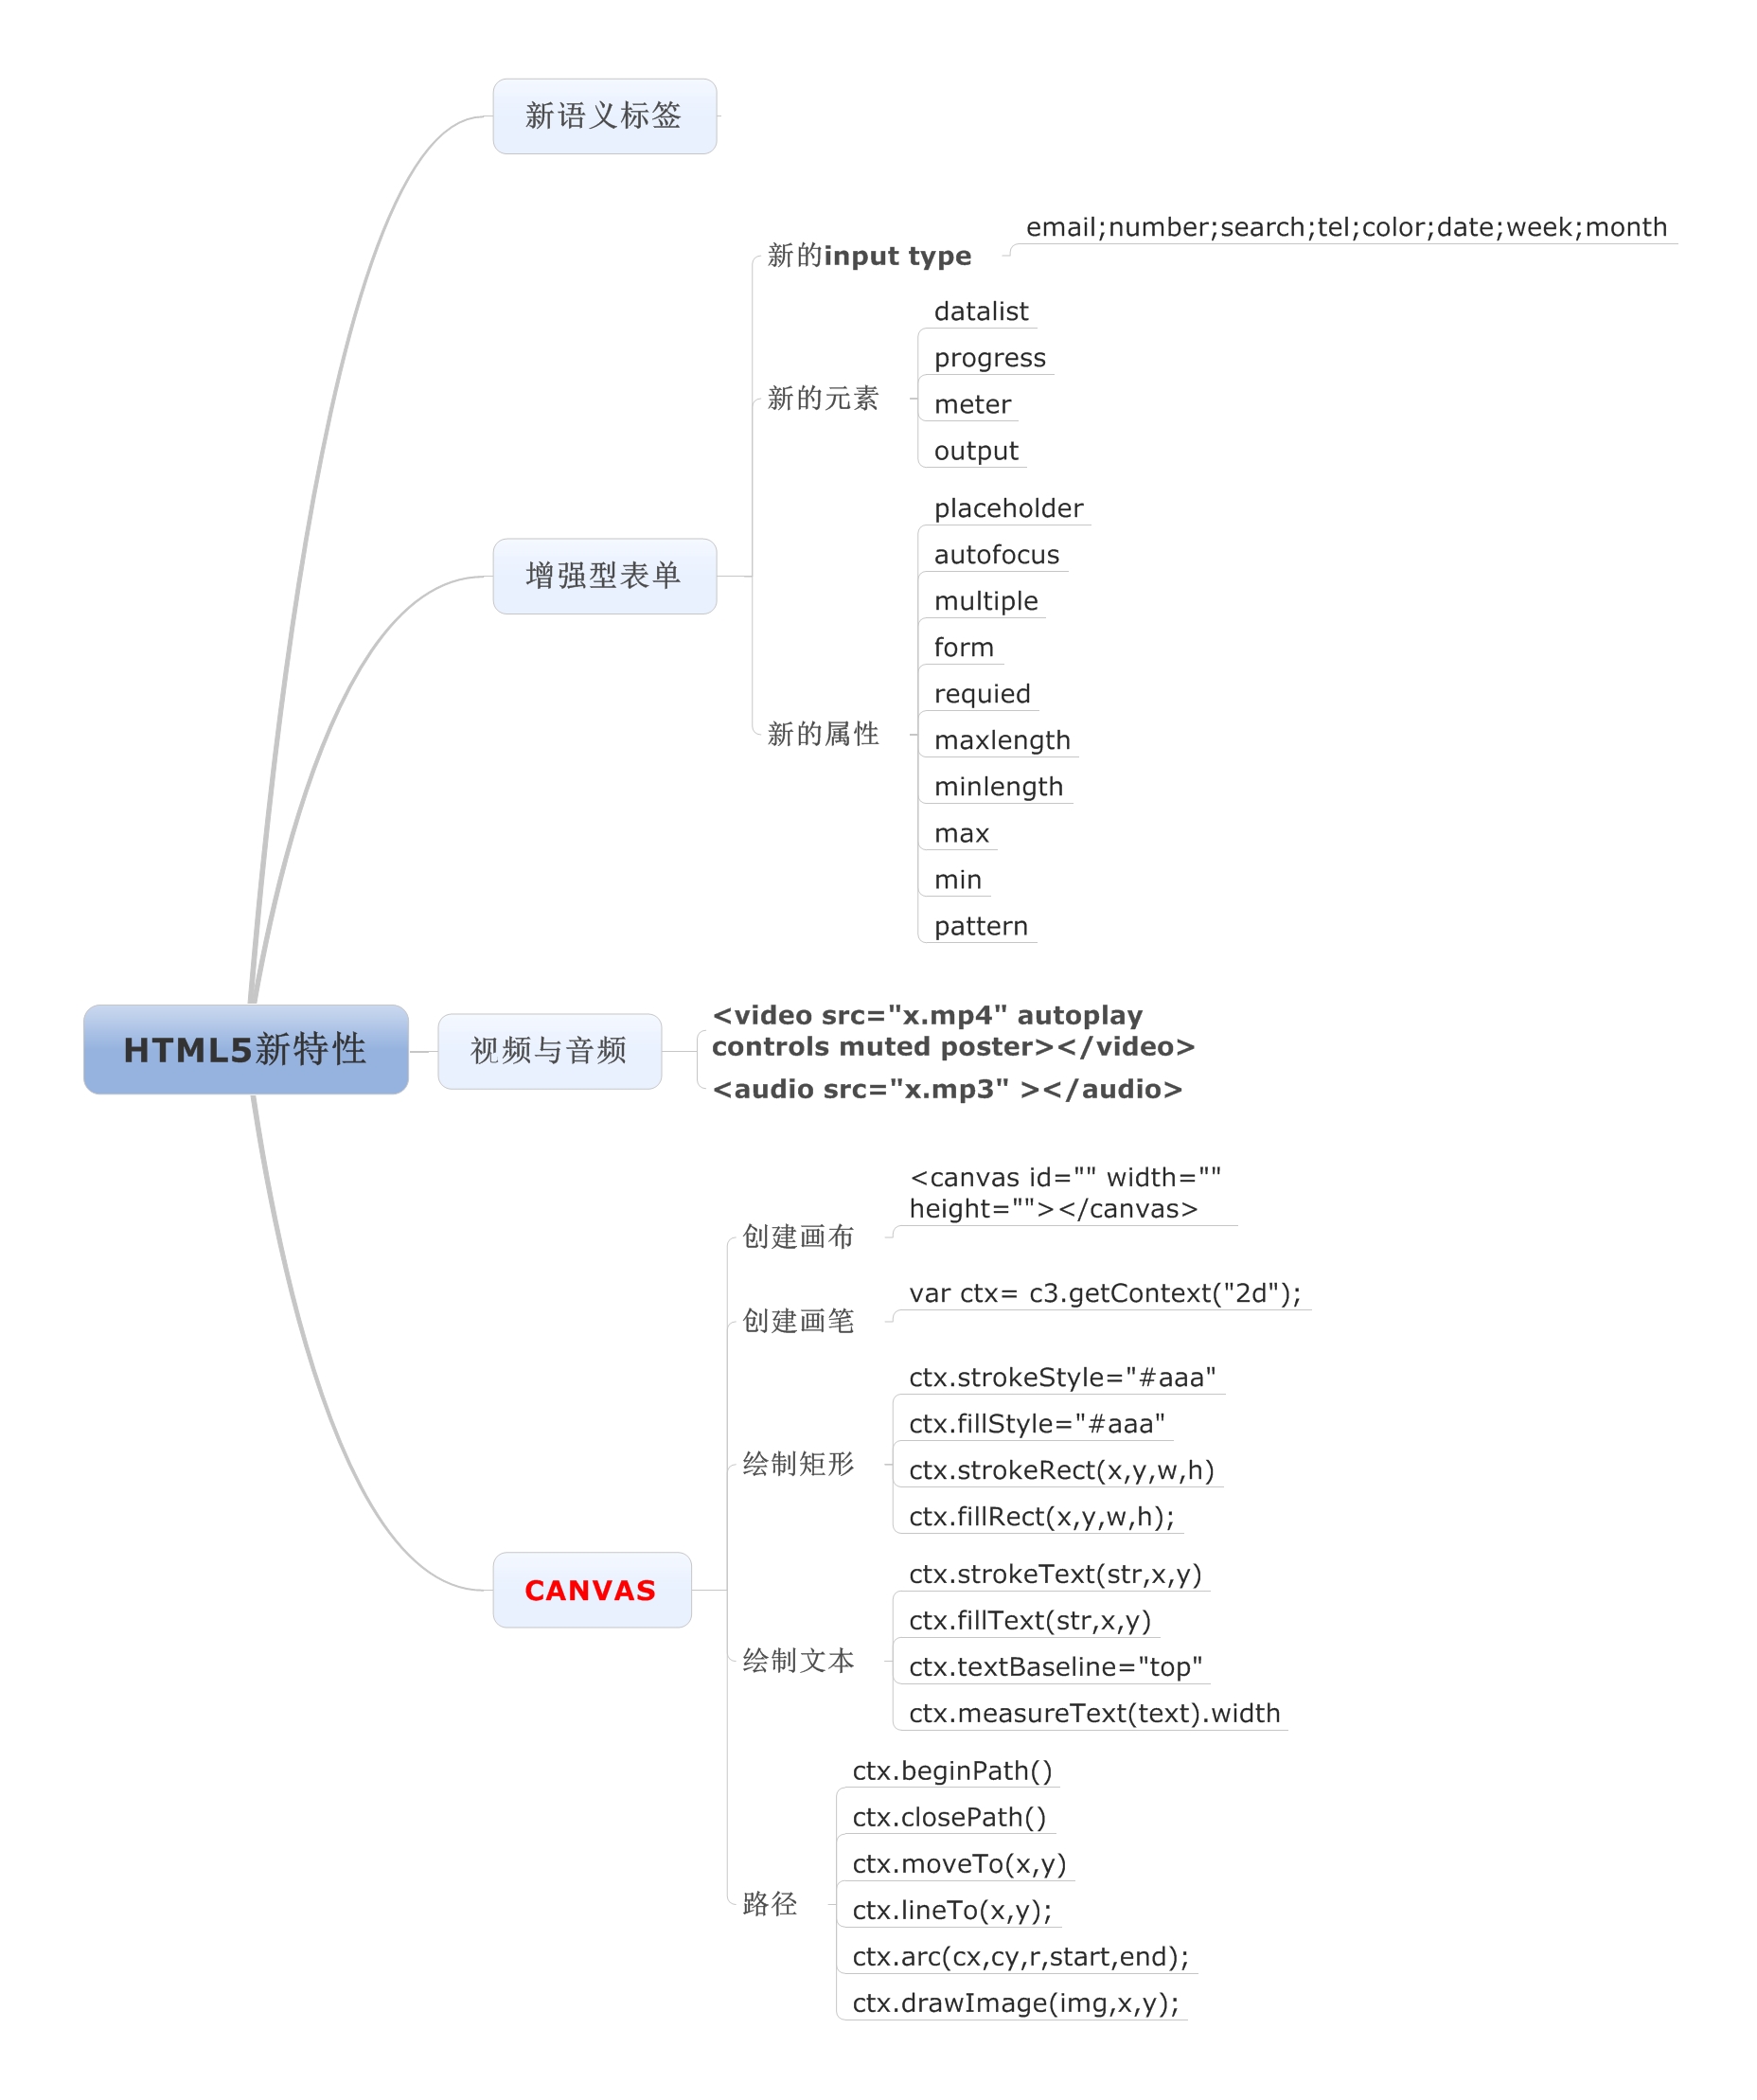 新语义标签
email;number;search;tel;color;date;week;month
新的input type
datalist
progress
新的元素
meter
output
placeholder
autofocus
增强型表单
multiple
form
requied
新的属性
maxlength
minlength
max
min
pattern
HTML5新特性
视频与音频
<video src="x.mp4" autoplay
controls muted poster></video>
<audio src="x.mp3" ></audio>
<canvas id="" width=""
height=""></canvas>
创建画布
var ctx= c3.getContext("2d");
创建画笔
ctx.strokeStyle="#aaa"
ctx.fillStyle="#aaa"
绘制矩形
ctx.strokeRect(x,y,w,h)
ctx.fillRect(x,y,w,h);
CANVAS
ctx.strokeText(str,x,y)
ctx.fillText(str,x,y)
绘制文本
ctx.textBaseline="top"
ctx.measureText(text).width
ctx.beginPath()
ctx.closePath()
ctx.moveTo(x,y)
路径
ctx.lineTo(x,y);
ctx.arc(cx,cy,r,start,end);
ctx.drawImage(img,x,y);